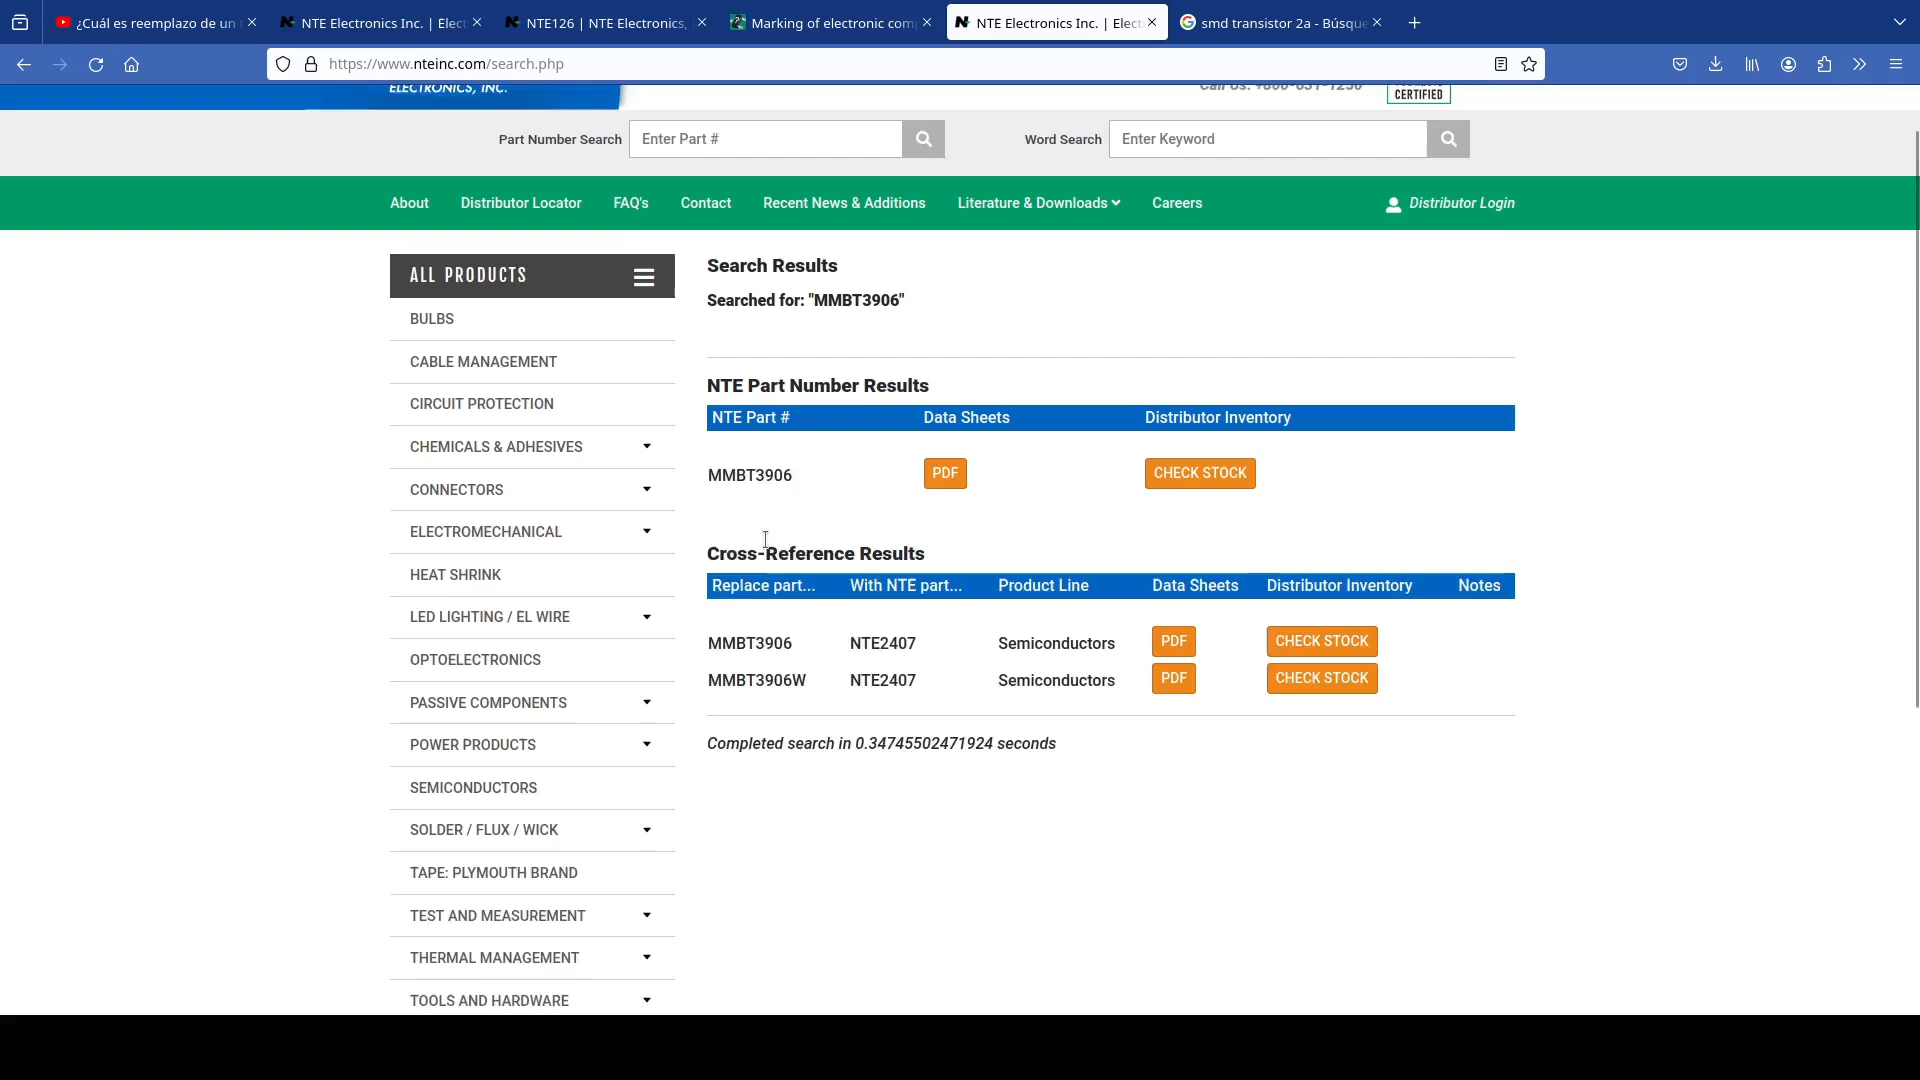 ¿Cuál es reemplazo de un t
NTE Electronics Inc. | Elect
NTE126 | NTE Electronics,
Marking of electronic comp
NTE Electronics Inc. | Elect
smd transistor 2a - Búsque
https://www.nteinc.com/search.php
ELECTRONICS, INC.
Call Us: +800-631-1250
CERTIFIED
Part Number Search
Enter Part #
Word Search
Enter Keyword
About
Distributor Locator
FAQ's
Contact
Recent News & Additions
Literature & Downloads
Careers
Distributor Login
ALL PRODUCTS
BULBS
CABLE MANAGEMENT
CIRCUIT PROTECTION
CHEMICALS & ADHESIVES
CONNECTORS
ELECTROMECHANICAL
HEAT SHRINK
LED LIGHTING / EL WIRE
OPTOELECTRONICS
PASSIVE COMPONENTS
POWER PRODUCTS
SEMICONDUCTORS
SOLDER / FLUX / WICK
TAPE: PLYMOUTH BRAND
TEST AND MEASUREMENT
THERMAL MANAGEMENT
TOOLS AND HARDWARE
Search Results
Searched for: "MMBT3906"
NTE Part Number Results
NTE Part # Data Sheets Distributor Inventory
MMBT3906 PDF CHECK STOCK
Cross-Reference Results
Replace part... With NTE part... Product Line Data Sheets Distributor Inventory Notes
MMBT3906 NTE2407 Semiconductors PDF CHECK STOCK
MMBT3906W NTE2407 Semiconductors PDF CHECK STOCK
Completed search in 0.34745502471924 seconds